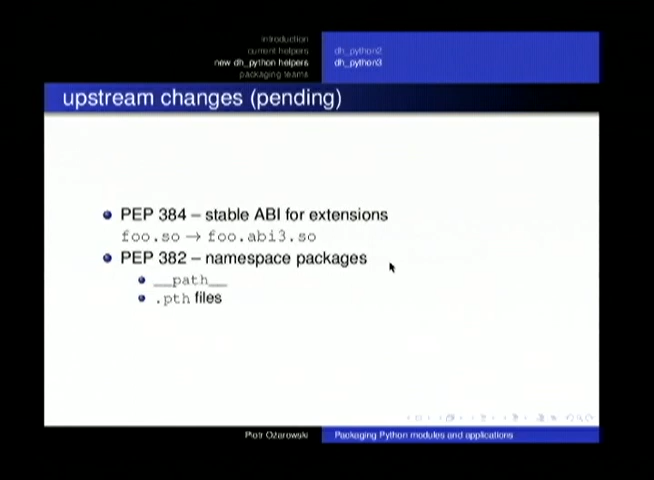 introduction
current helpers
new dh_python helpers
packaging teams
dh_python2
dh_python3
upstream changes (pending)
PEP 384 – stable ABI for extensions
foo.so → foo.abi3.so
PEP 382 – namespace packages
__path__
.pth files
Piotr Ożarowski
Packaging Python modules and applications